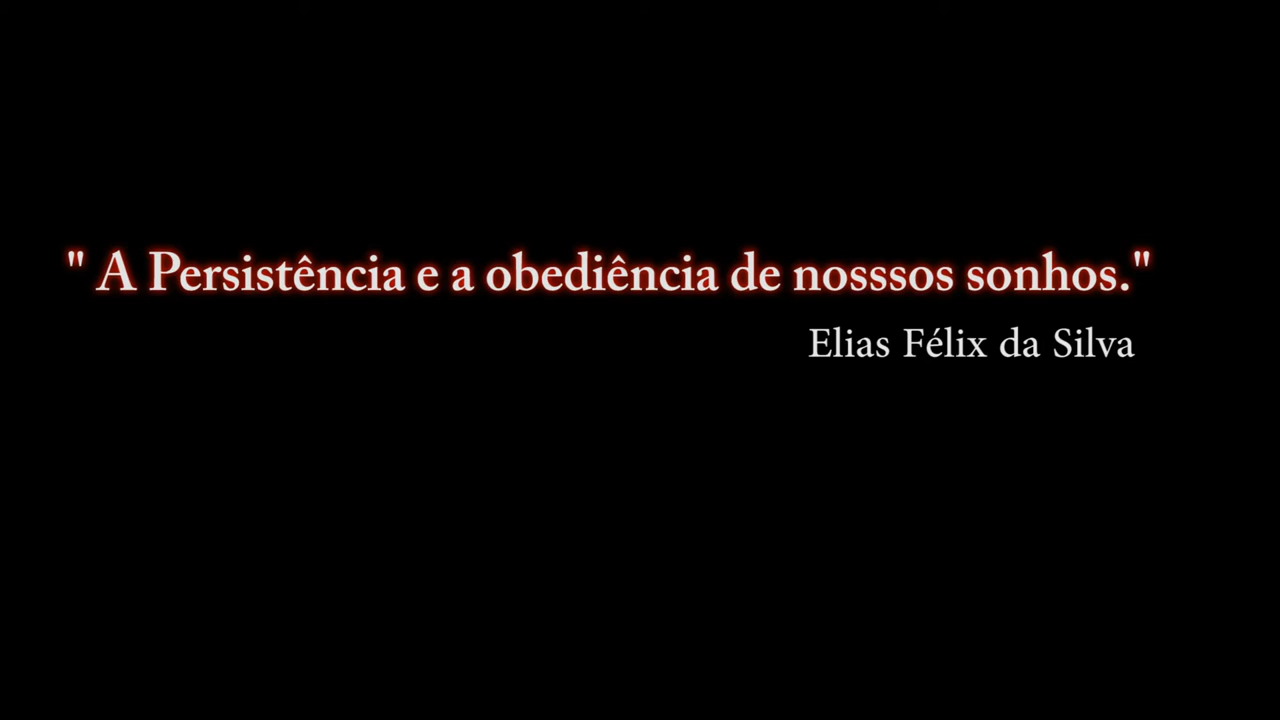 " A Persistência e a obediência de nosssos sonhos."
Elias Félix da Silva